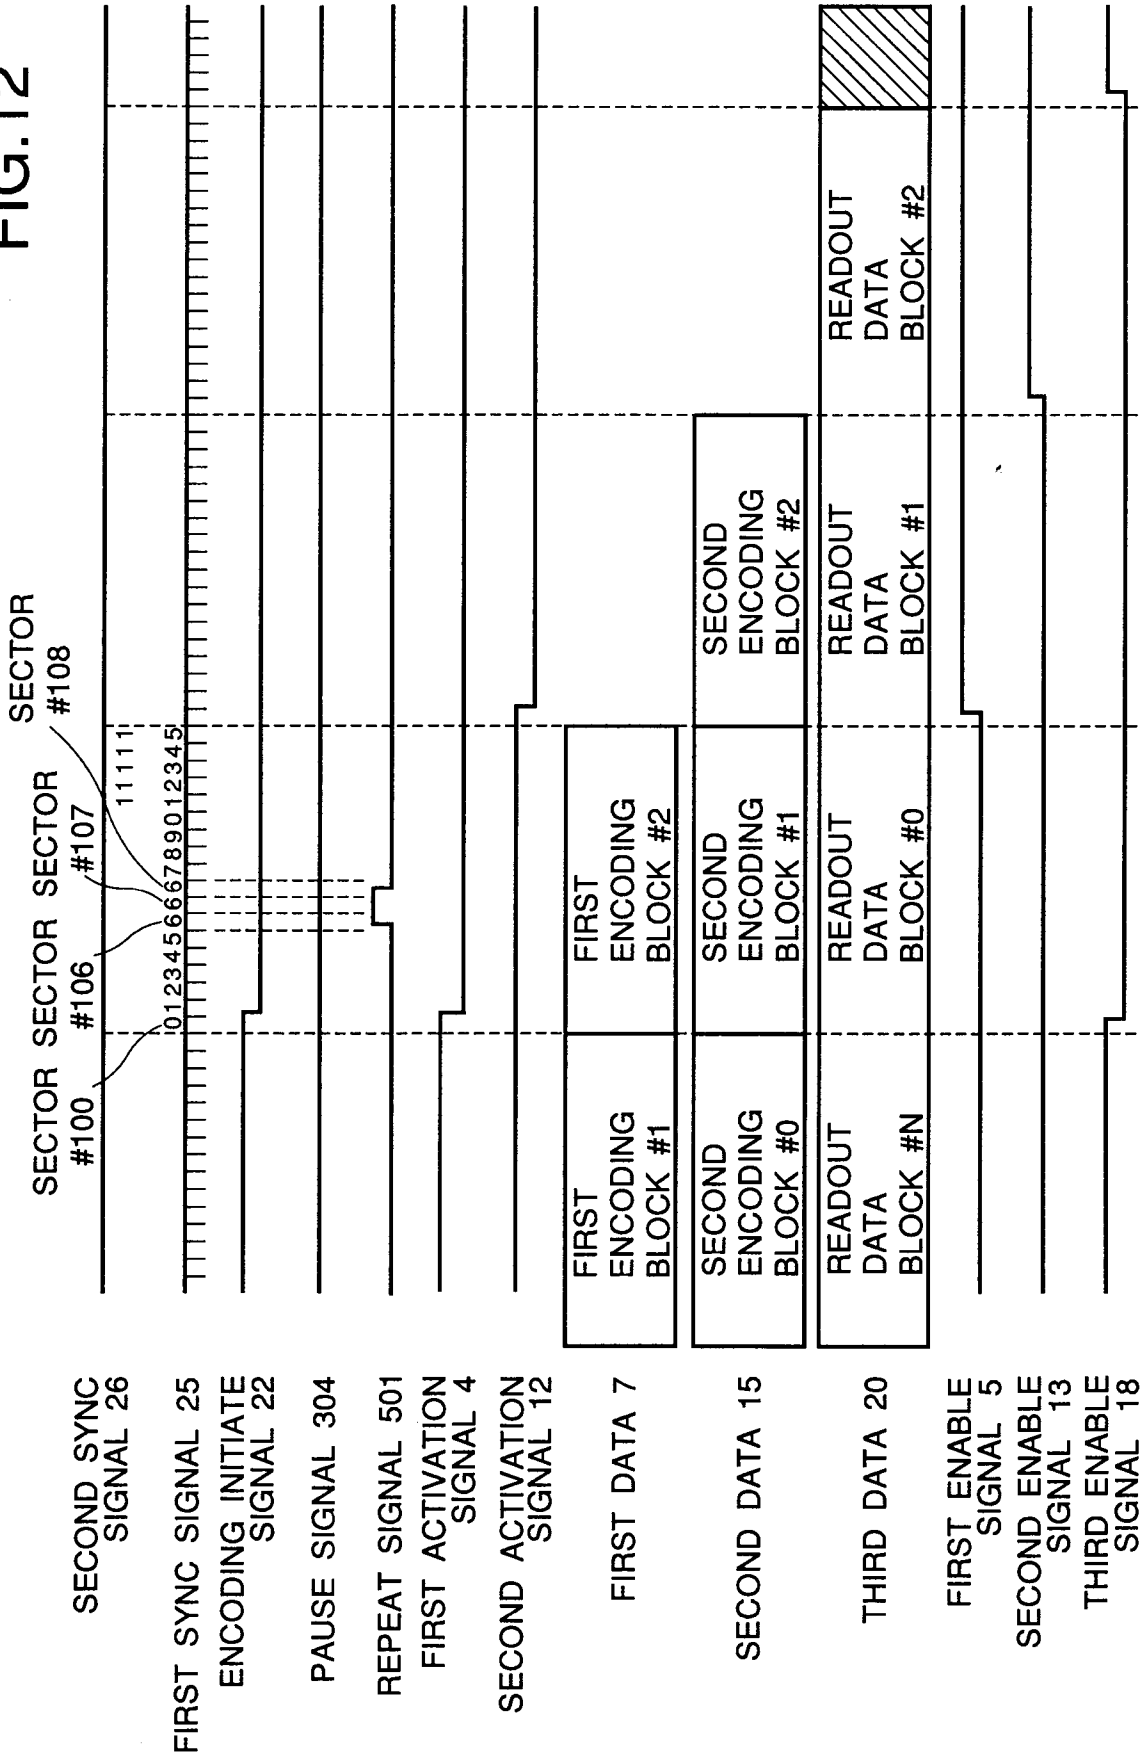 FIG.12
SECTOR
#108
SECTOR SECTOR SECTOR
#100
#106
#107
SECOND SYNC
SIGNAL 26
11111
012345666789012345
FIRST SYNC SIGNAL 25
ENCODING INITIATE
SIGNAL 22
PAUSE SIGNAL 304
REPEAT SIGNAL 501
FIRST ACTIVATION
SIGNAL 4
SECOND ACTIVATION
SIGNAL 12
FIRST DATA 7
FIRST
ENCODING
BLOCK #1
FIRST
ENCODING
BLOCK #2
SECOND DATA 15
SECOND
ENCODING
BLOCK #0
SECOND
ENCODING
BLOCK #1
SECOND
ENCODING
BLOCK #2
THIRD DATA 20
READOUT
DATA
BLOCK #N
READOUT
DATA
BLOCK #0
READOUT
DATA
BLOCK #1
READOUT
DATA
BLOCK #2
FIRST ENABLE
SIGNAL 5
SECOND ENABLE
SIGNAL 13
THIRD ENABLE
SIGNAL 18